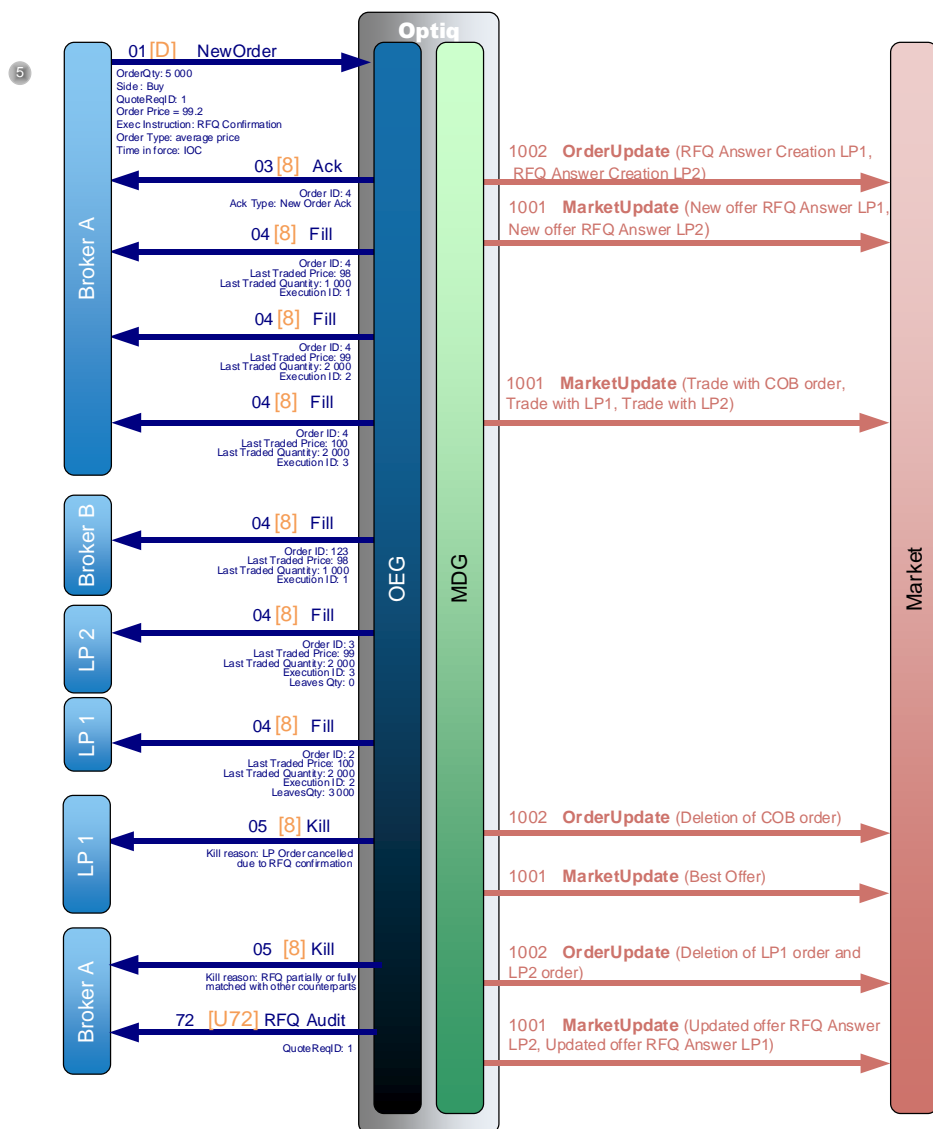 Optiq
5
01 [D] NewOrder
OrderQty: 5 000
Side : Buy
QuoteReqID: 1
Order Price = 99.2
Exec Instruction: RFQ Confirmation
Order Type: average price
Time in force: IOC
03 [8] Ack
Order ID: 4
Ack Type: New Order Ack
1002 OrderUpdate (RFQ Answer Creation LP1,
RFQ Answer Creation LP2)
1001 MarketUpdate (New offer RFQ Answer LP1,
New offer RFQ Answer LP2)
04 [8] Fill
Order ID: 4
Last Traded Price: 98
Last Traded Quantity: 1 000
Execution ID: 1
04 [8] Fill
Order ID: 4
Last Traded Price: 99
Last Traded Quantity: 2 000
Execution ID: 2
04 [8] Fill
Order ID: 4
Last Traded Price: 100
Last Traded Quantity: 2 000
Execution ID: 3
1001 MarketUpdate (Trade with COB order,
Trade with LP1, Trade with LP2)
Broker A
Broker B
04 [8] Fill
Order ID: 123
Last Traded Price: 98
Last Traded Quantity: 1 000
Execution ID: 1
OEG
MDG
Market
LP 2
04 [8] Fill
Order ID: 3
Last Traded Price: 99
Last Traded Quantity: 2 000
Execution ID: 3
Leaves Qty: 0
LP 1
04 [8] Fill
Order ID: 2
Last Traded Price: 100
Last Traded Quantity: 2 000
Execution ID: 2
LeavesQty: 3 000
LP 1
05 [8] Kill
Kill reason: LP Order cancelled
due to RFQ confirmation
1002 OrderUpdate (Deletion of COB order)
1001 MarketUpdate (Best Offer)
Broker A
05 [8] Kill
Kill reason: RFQ partially or fully
matched with other counterparts
1002 OrderUpdate (Deletion of LP1 order and
LP2 order)
72 [U72] RFQ Audit
QuoteReqID: 1
1001 MarketUpdate (Updated offer RFQ Answer
LP2, Updated offer RFQ Answer LP1)